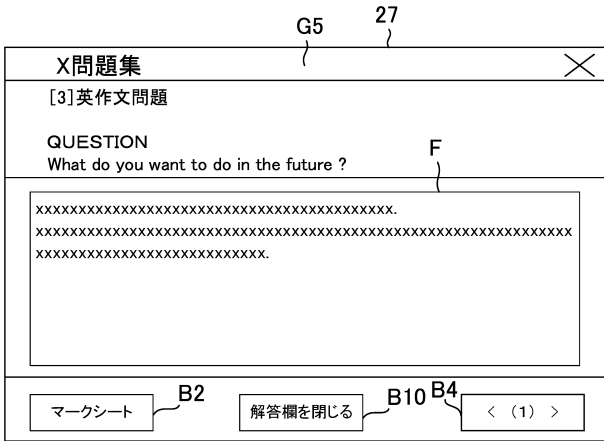 27
G5
X問題集
[3]英作文問題
QUESTION
What do you want to do in the future ?
F
xxxxxxxxxxxxxxxxxxxxxxxxxxxxxxxxxxxxxxxxxx.
xxxxxxxxxxxxxxxxxxxxxxxxxxxxxxxxxxxxxxxxxxxxxxxxxxxxxxxxxxxxxxx
xxxxxxxxxxxxxxxxxxxxxxxxxxx.
マークシート B2 解答欄を閉じる B10 B4 < (1) >